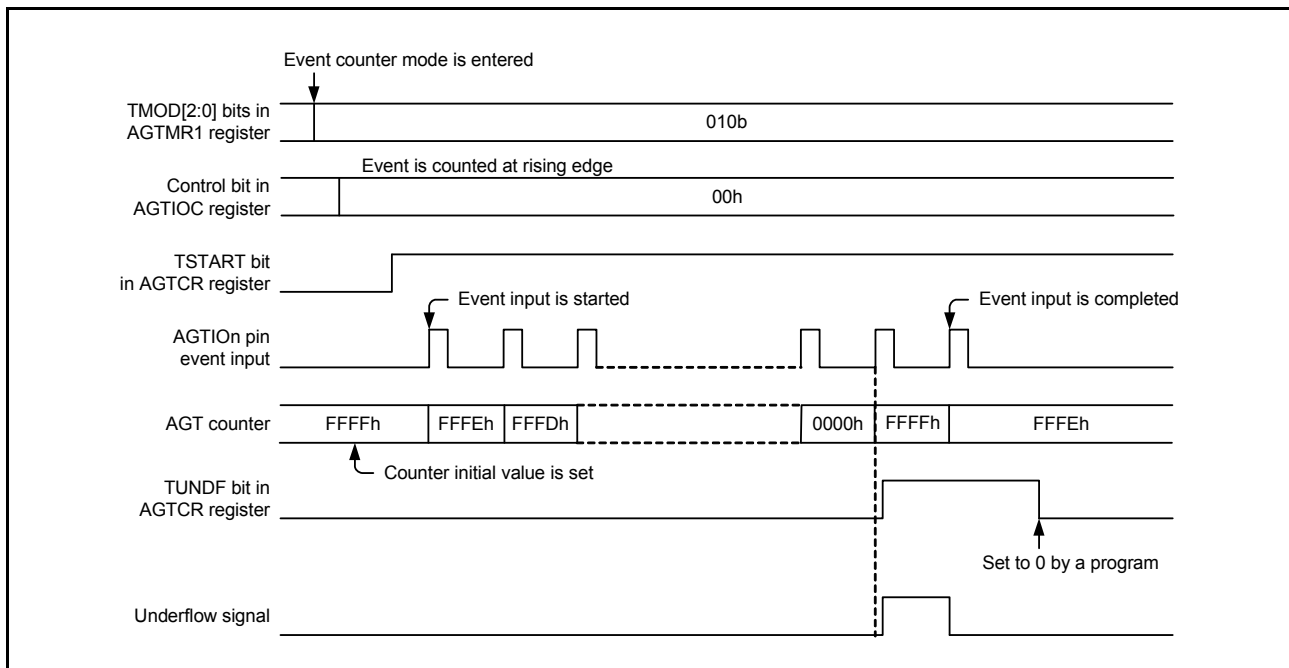 Event counter mode is entered
TMOD[2:0] bits in
AGTMR1 register
010b
Event is counted at rising edge
Control bit in
AGTIOC register
00h
TSTART bit
in AGTCR register
Event input is started
Event input is completed
AGTIOn pin
event input
AGT counter
FFFFh
FFFEh
FFFDh
0000h
FFFFh
FFFEh
Counter initial value is set
TUNDF bit in
AGTCR register
Set to 0 by a program
Underflow signal